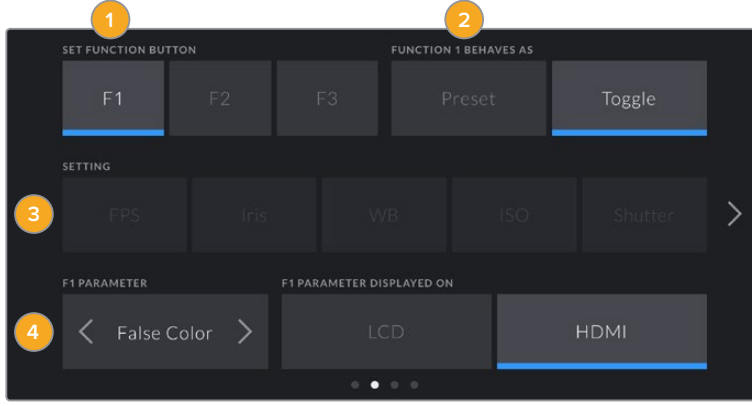 1 2
SET FUNCTION BUTTON FUNCTION 1 BEHAVES AS
F1 F2 F3 Preset Toggle
SETTING
3 FPS Iris WB ISO Shutter
F1 PARAMETER F1 PARAMETER DISPLAYED ON
4 False Color LCD HDMI